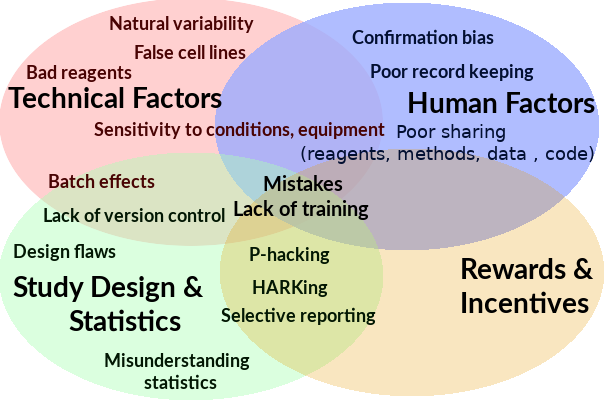 Natural variability
Confirmation bias
False cell lines
Bad reagents
Poor record keeping
Technical Factors
Human Factors
Sensitivity to conditions, equipment
Poor sharing
(reagents, methods, data , code)
Batch effects
Mistakes
Lack of version control
Lack of training
Design flaws
P-hacking
Study Design &
Statistics
HARKing
Selective reporting
Rewards &
Incentives
Misunderstanding
statistics